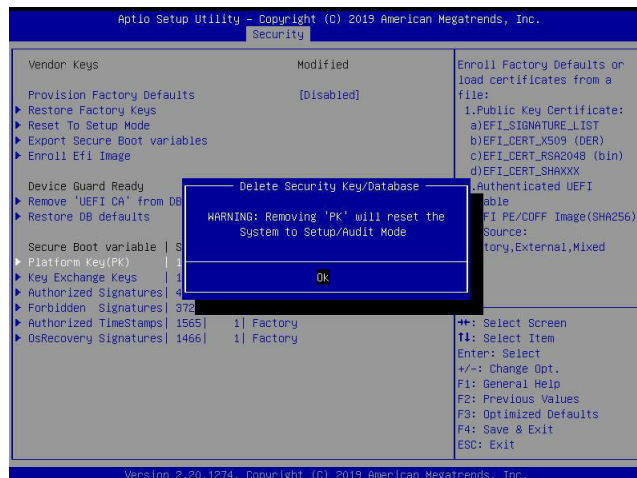 Aptio Setup Utility – Copyright (C) 2019 American Megatrends, Inc.
Security
Vendor Keys Modified
Provision Factory Defaults [Disabled]
Restore Factory Keys
Reset To Setup Mode
Export Secure Boot variables
Enroll Efi Image
Device Guard Ready
Remove 'UEFI CA' from DB
Restore DB defaults
Secure Boot variable | S
Platform Key(PK) | 1
Key Exchange Keys | 1
Authorized Signatures| 4
Forbidden Signatures| 372
Authorized TimeStamps| 1565| 1| Factory
OsRecovery Signatures| 1466| 1| Factory
Delete Security Key/Database
WARNING: Removing 'PK' will reset the
System to Setup/Audit Mode
Ok
Enroll Factory Defaults or
load certificates from a
file:
1.Public Key Certificate:
a)EFI_SIGNATURE_LIST
b)EFI_CERT_X509 (DER)
c)EFI_CERT_RSA2048 (bin)
d)EFI_CERT_SHAXXX
.Authenticated UEFI
able
FI PE/COFF Image(SHA256)
Source:
tory,External,Mixed
→←: Select Screen
↑↓: Select Item
Enter: Select
+/-: Change Opt.
F1: General Help
F2: Previous Values
F3: Optimized Defaults
F4: Save & Exit
ESC: Exit
Version 2.20.1274. Copyright (C) 2019 American Megatrends, Inc.